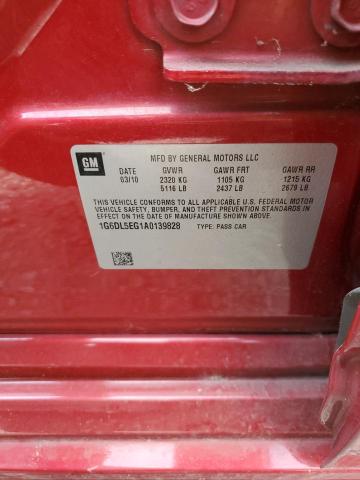 GM
MFD BY GENERAL MOTORS LLC
DATE GVWR GAWR FRT GAWR RR
03/10 2320 KG 1105 KG 1215 KG
5116 LB 2437 LB 2679 LB
THIS VEHICLE CONFORMS TO ALL APPLICABLE U.S. FEDERAL MOTOR
VEHICLE SAFETY, BUMPER, AND THEFT PREVENTION STANDARDS IN
EFFECT ON THE DATE OF MANUFACTURE SHOWN ABOVE.
1G6DL5EG1A0139828 TYPE: PASS CAR